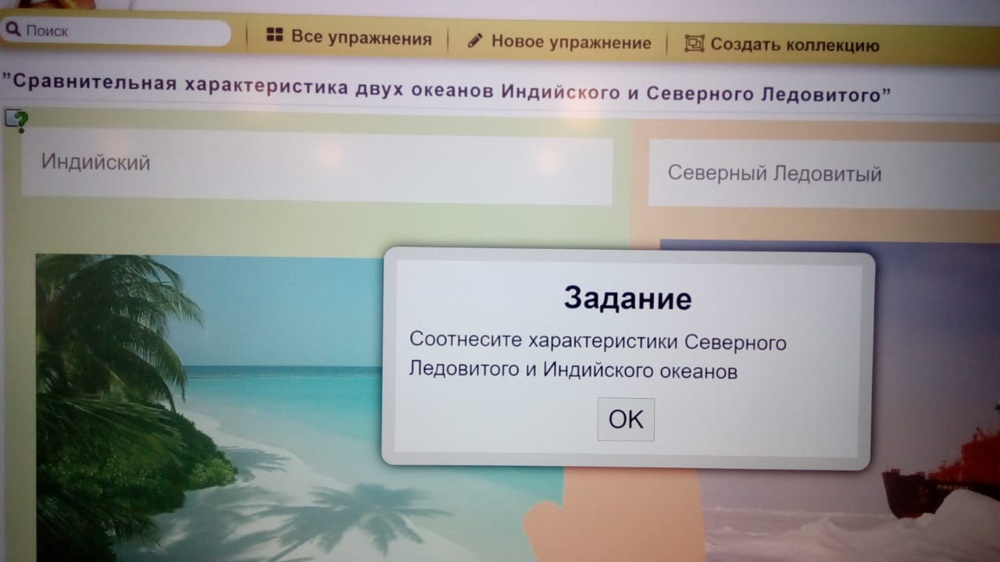 Поиск
Все упражнения
Новое упражнение
Создать коллекцию
”Сравнительная характеристика двух океанов Индийского и Северного Ледовитого”
Индийский
Северный Ледовитый
Задание
Соотнесите характеристики Северного
Ледовитого и Индийского океанов
OK